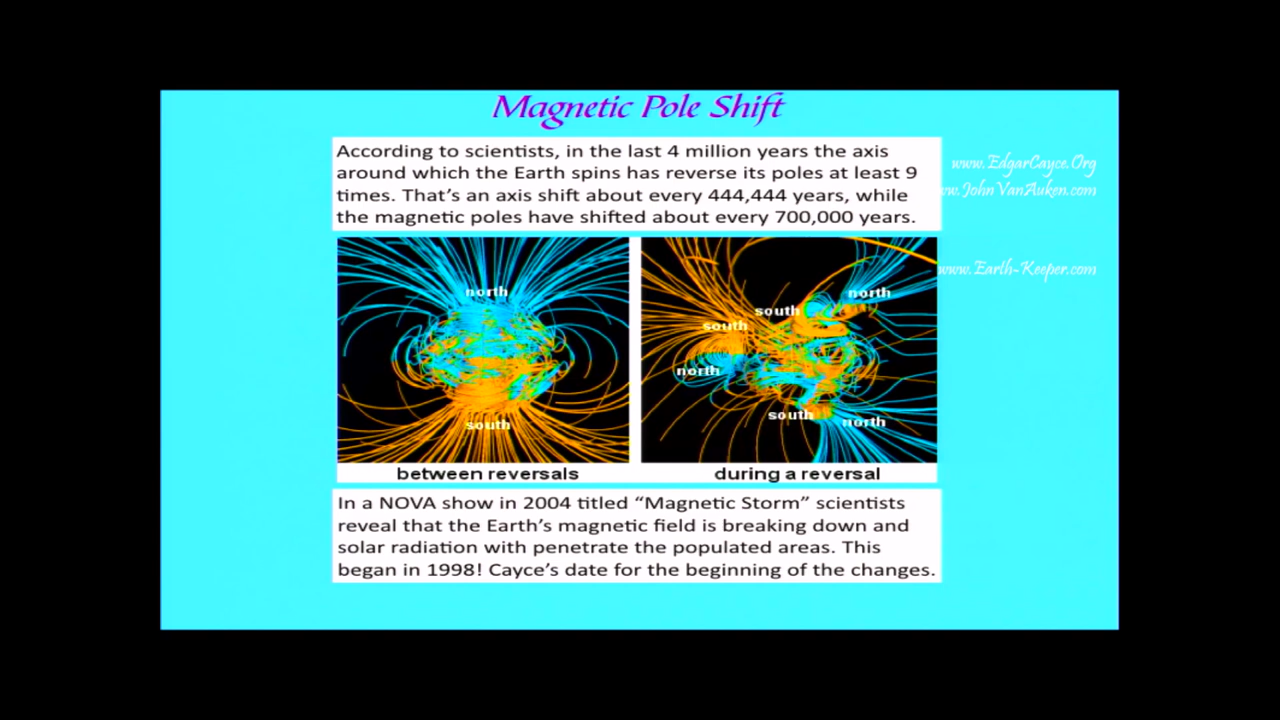 Magnetic Pole Shift
According to scientists, in the last 4 million years the axis
around which the Earth spins has reverse its poles at least 9
times. That's an axis shift about every 444,444 years, while
the magnetic poles have shifted about every 700,000 years.
www.EdgarCayce.Org
ww.JohnVanAuken.com
www.Earth-Keeper.com
north
south
between reversals
north
south
south
north
south
north
during a reversal
In a NOVA show in 2004 titled “Magnetic Storm” scientists
reveal that the Earth's magnetic field is breaking down and
solar radiation with penetrate the populated areas. This
began in 1998! Cayce's date for the beginning of the changes.